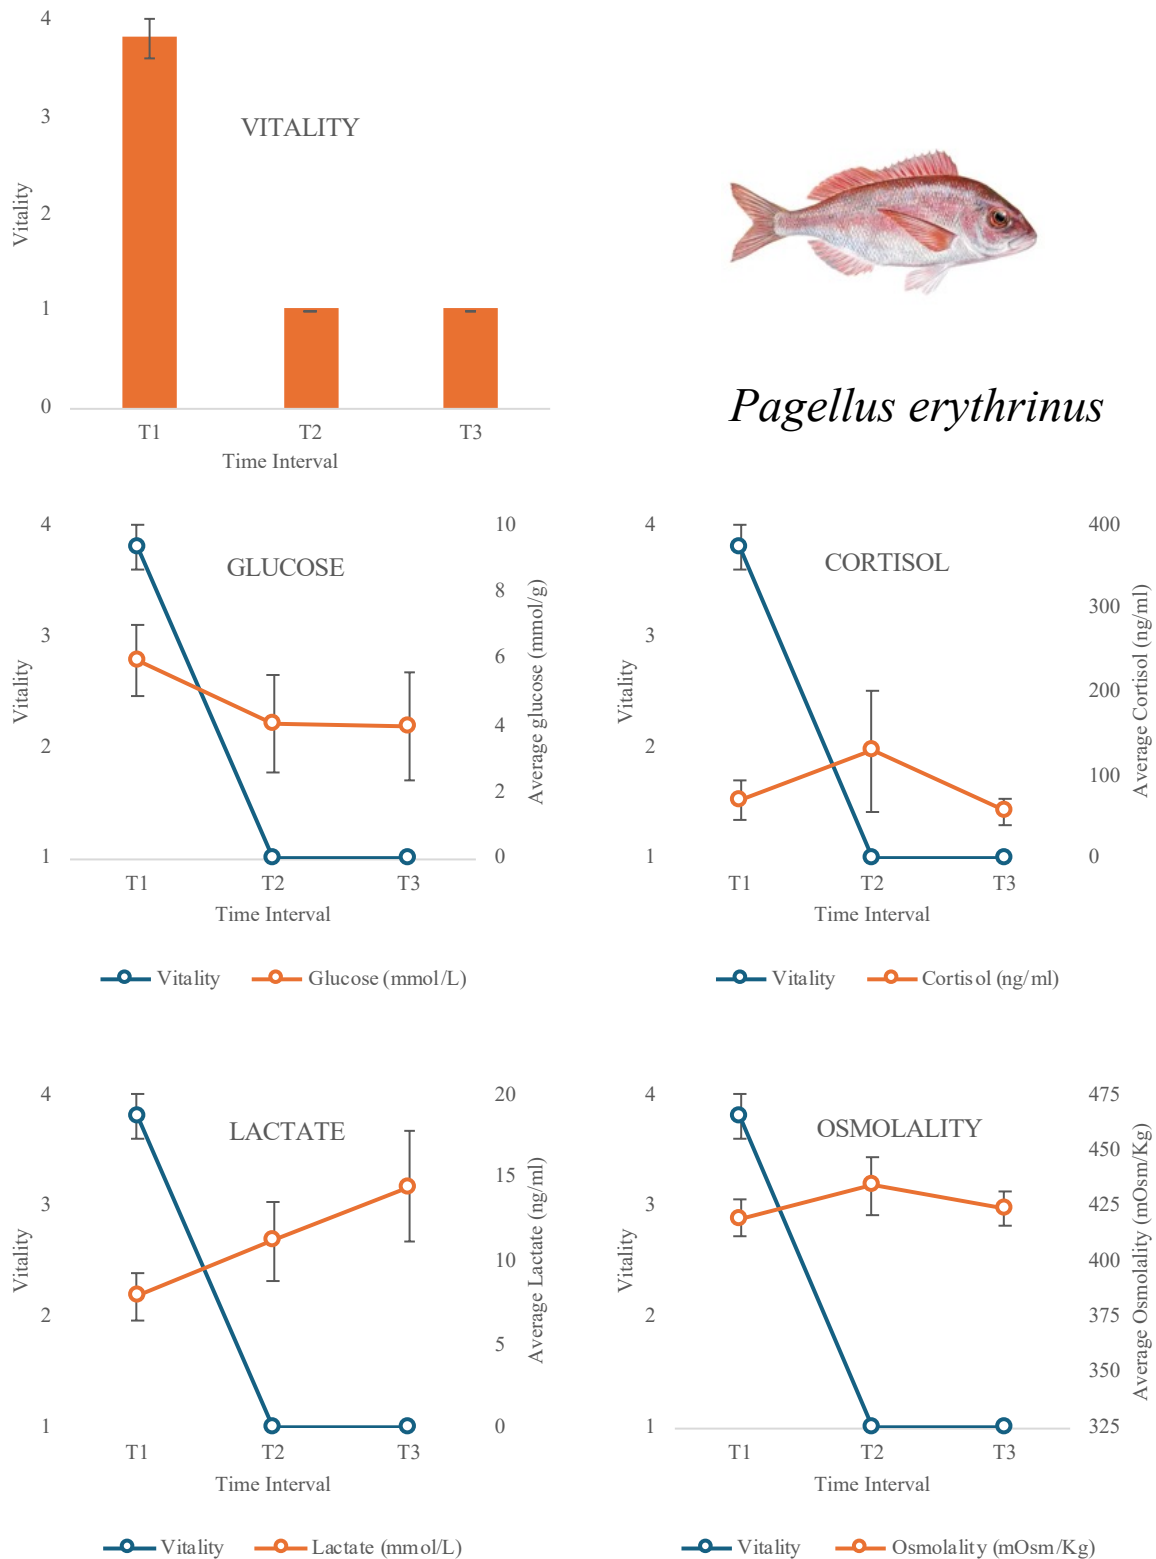 4
3
2
1
0
Vitality
VITALITY
T1 T2 T3
Time Interval
Pagellus erythrinus
4
3
2
1
Vitality
GLUCOSE
10
8
6
4
2
0
Average glucose (mmol/g)
T1 T2 T3
Time Interval
Vitality Glucose (mmol/L)
4
3
2
1
Vitality
CORTISOL
400
300
200
100
0
Average Cortisol (ng/ml)
T1 T2 T3
Time Interval
Vitality Cortisol (ng/ml)
4
3
2
1
Vitality
LACTATE
20
15
10
5
0
Average Lactate (ng/ml)
T1 T2 T3
Time Interval
Vitality Lactate (mmol/L)
4
3
2
1
Vitality
OSMOLALITY
475
450
425
400
375
350
325
Average Osmolality (mOsm/Kg)
T1 T2 T3
Time Interval
Vitality Osmolality (mOsm/Kg)